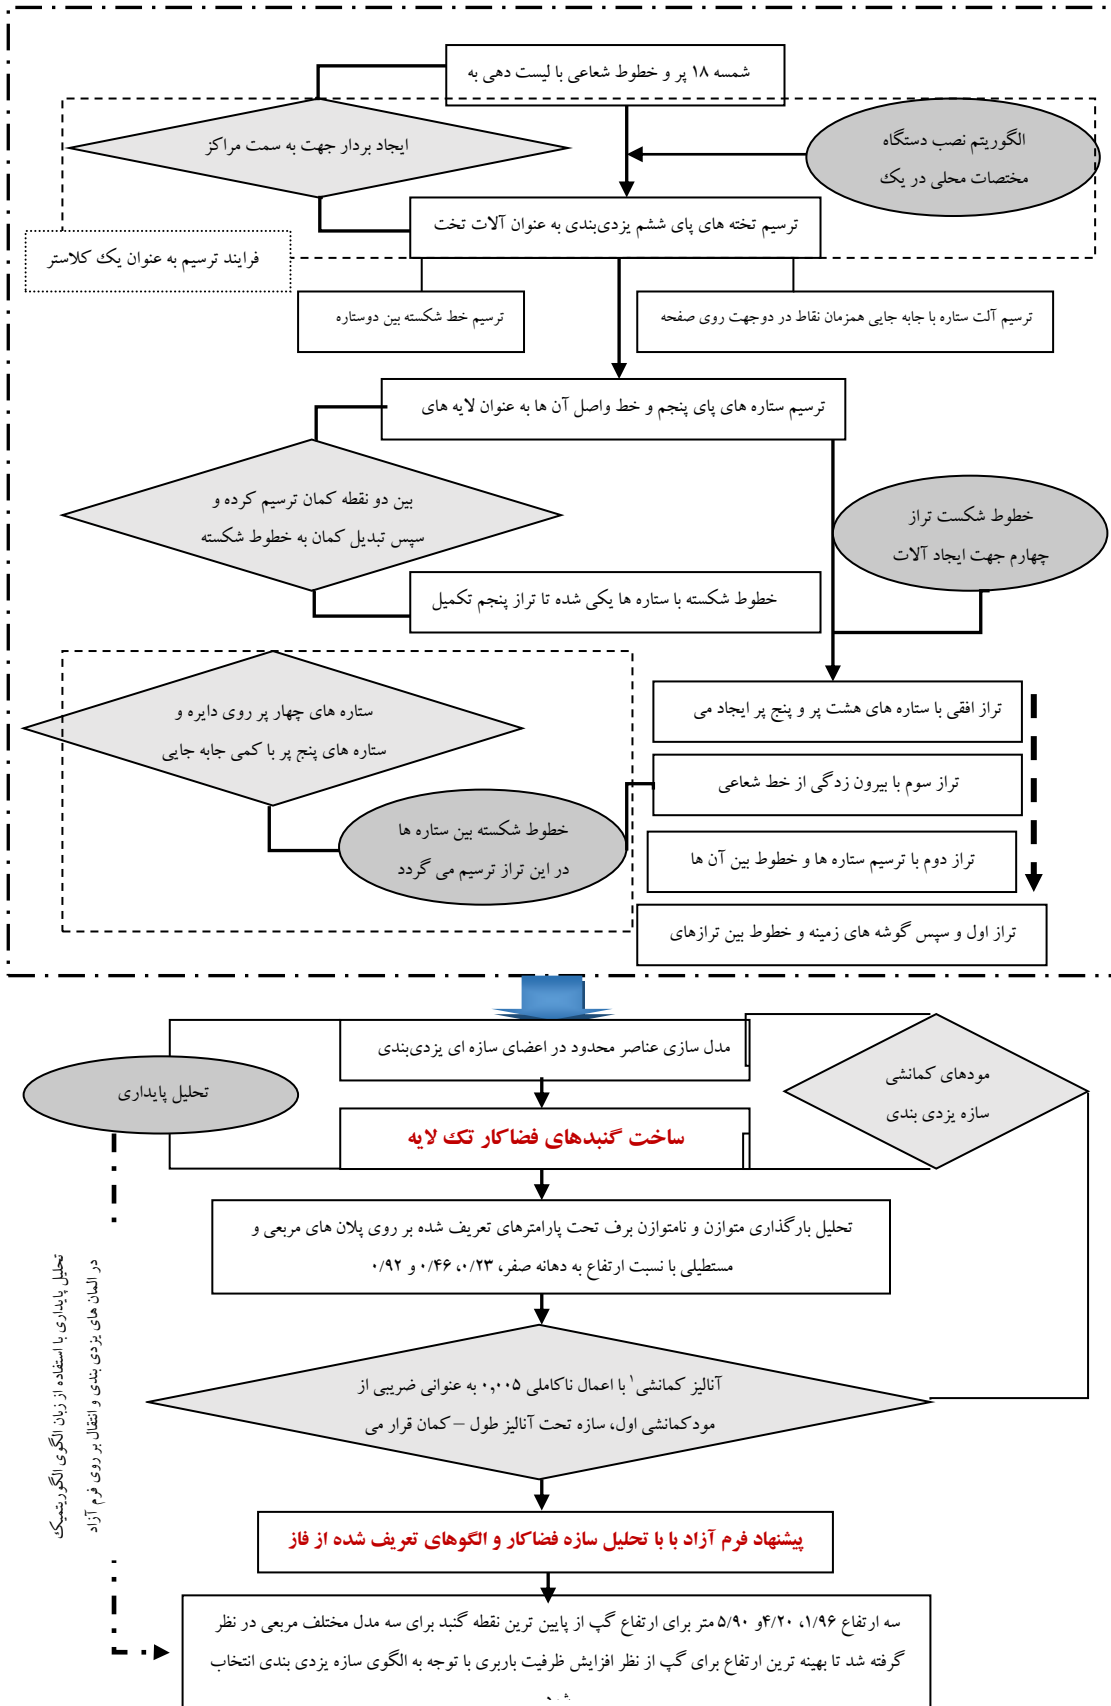 شمسه ۱۸ پر و خطوط شعاعی با لیست دهی به
ایجاد بردار جهت به سمت مراکز
الگوریتم نصب دستگاه
مختصات محلی در یک
ترسیم تخته های پای ششم یزدی‌بندی به عنوان آلات تخت
فرایند ترسیم به عنوان یک کلاستر
ترسیم آلت ستاره با جابه جایی همزمان نقاط در دوجهت روی صفحه
ترسیم خط شکسته بین دوستاره
ترسیم ستاره های پای پنجم و خط واصل آن ها به عنوان لایه های
بین دو نقطه کمان ترسیم کرده و
سپس تبدیل کمان به خطوط شکسته
خطوط شکست تراز
چهارم جهت ایجاد آلات
خطوط شکسته با ستاره ها یکی شده تا تراز پنجم تکمیل
تراز افقی با ستاره های هشت پر و پنج پر ایجاد می
ستاره های چهار پر روی دایره و
ستاره های پنج پر با کمی جابه جایی
تراز سوم با بیرون زدگی از خط شعاعی
خطوط شکسته بین ستاره ها
در این تراز ترسیم می گردد
تراز دوم با ترسیم ستاره ها و خطوط بین آن ها
تراز اول و سپس گوشه های زمینه و خطوط بین ترازهای
مدل سازی عناصر محدود در اعضای سازه ای یزدی‌بندی
مودهای کمانشی
سازه یزدی بندی
تحلیل پایداری
ساخت گنبدهای فضاکار تک لایه
تحلیل بارگذاری متوازن و نامتوازن برف تحت پارامترهای تعریف شده بر روی پلان های مربعی و
مستطیلی با نسبت ارتفاع به دهانه صفر، ۰/۲۳، ۰/۴۶ و ۰/۹۲
تحلیل پایداری با استفاده از زبان الگوی الگوریتمیک
در المان های یزدی بندی و انتقال بر روی فرم آزاد
آنالیز کمانشی۱ با اعمال ناکاملی ۰٫۰۰۵ به عنوانی ضریبی از
مودکمانشی اول، سازه تحت آنالیز طول – کمان قرار می
پیشنهاد فرم آزاد با با تحلیل سازه فضاکار و الگوهای تعریف شده از فاز
سه ارتفاع ۱/۹۶، ۴/۲۰و ۵/۹۰ متر برای ارتفاع گپ از پایین ترین نقطه گنبد برای سه مدل مختلف مربعی در نظر
گرفته شد تا بهینه ترین ارتفاع برای گپ از نظر افزایش ظرفیت باربری با توجه به الگوی سازه یزدی بندی انتخاب